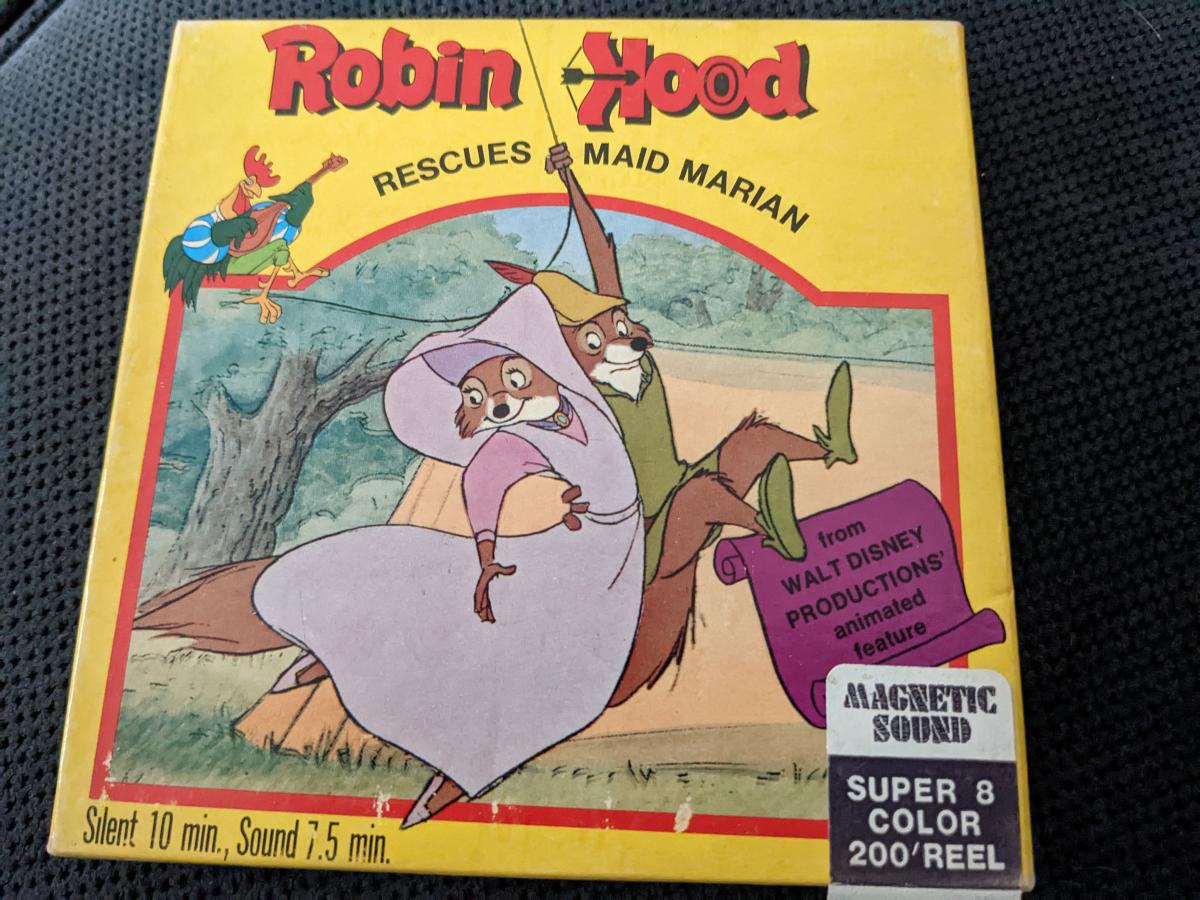 Robin Hood
RESCUES MAID MARIAN
from
WALT DISNEY
PRODUCTIONS'
animated
feature
MAGNETIC
SOUND
SUPER 8
COLOR
200' REEL
Silent 10 min., Sound 7.5 min.